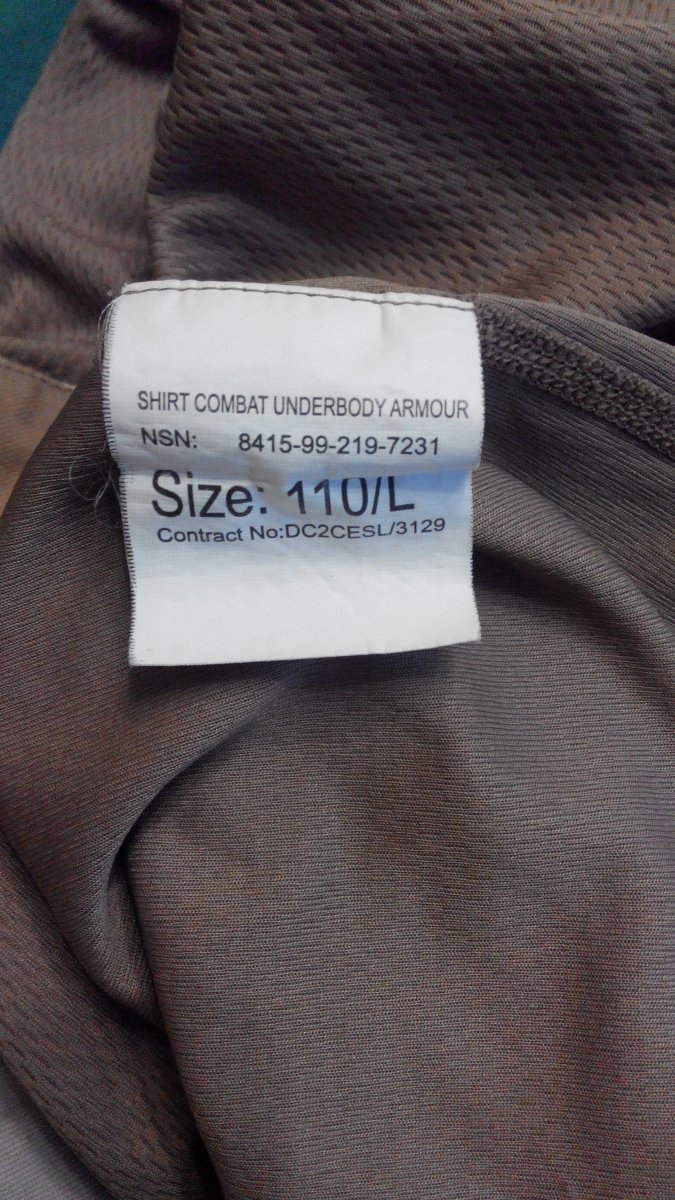 SHIRT COMBAT UNDERBODY ARMOUR
NSN: 8415-99-219-7231
Size: 110/L
Contract No:DC2CESL/3129